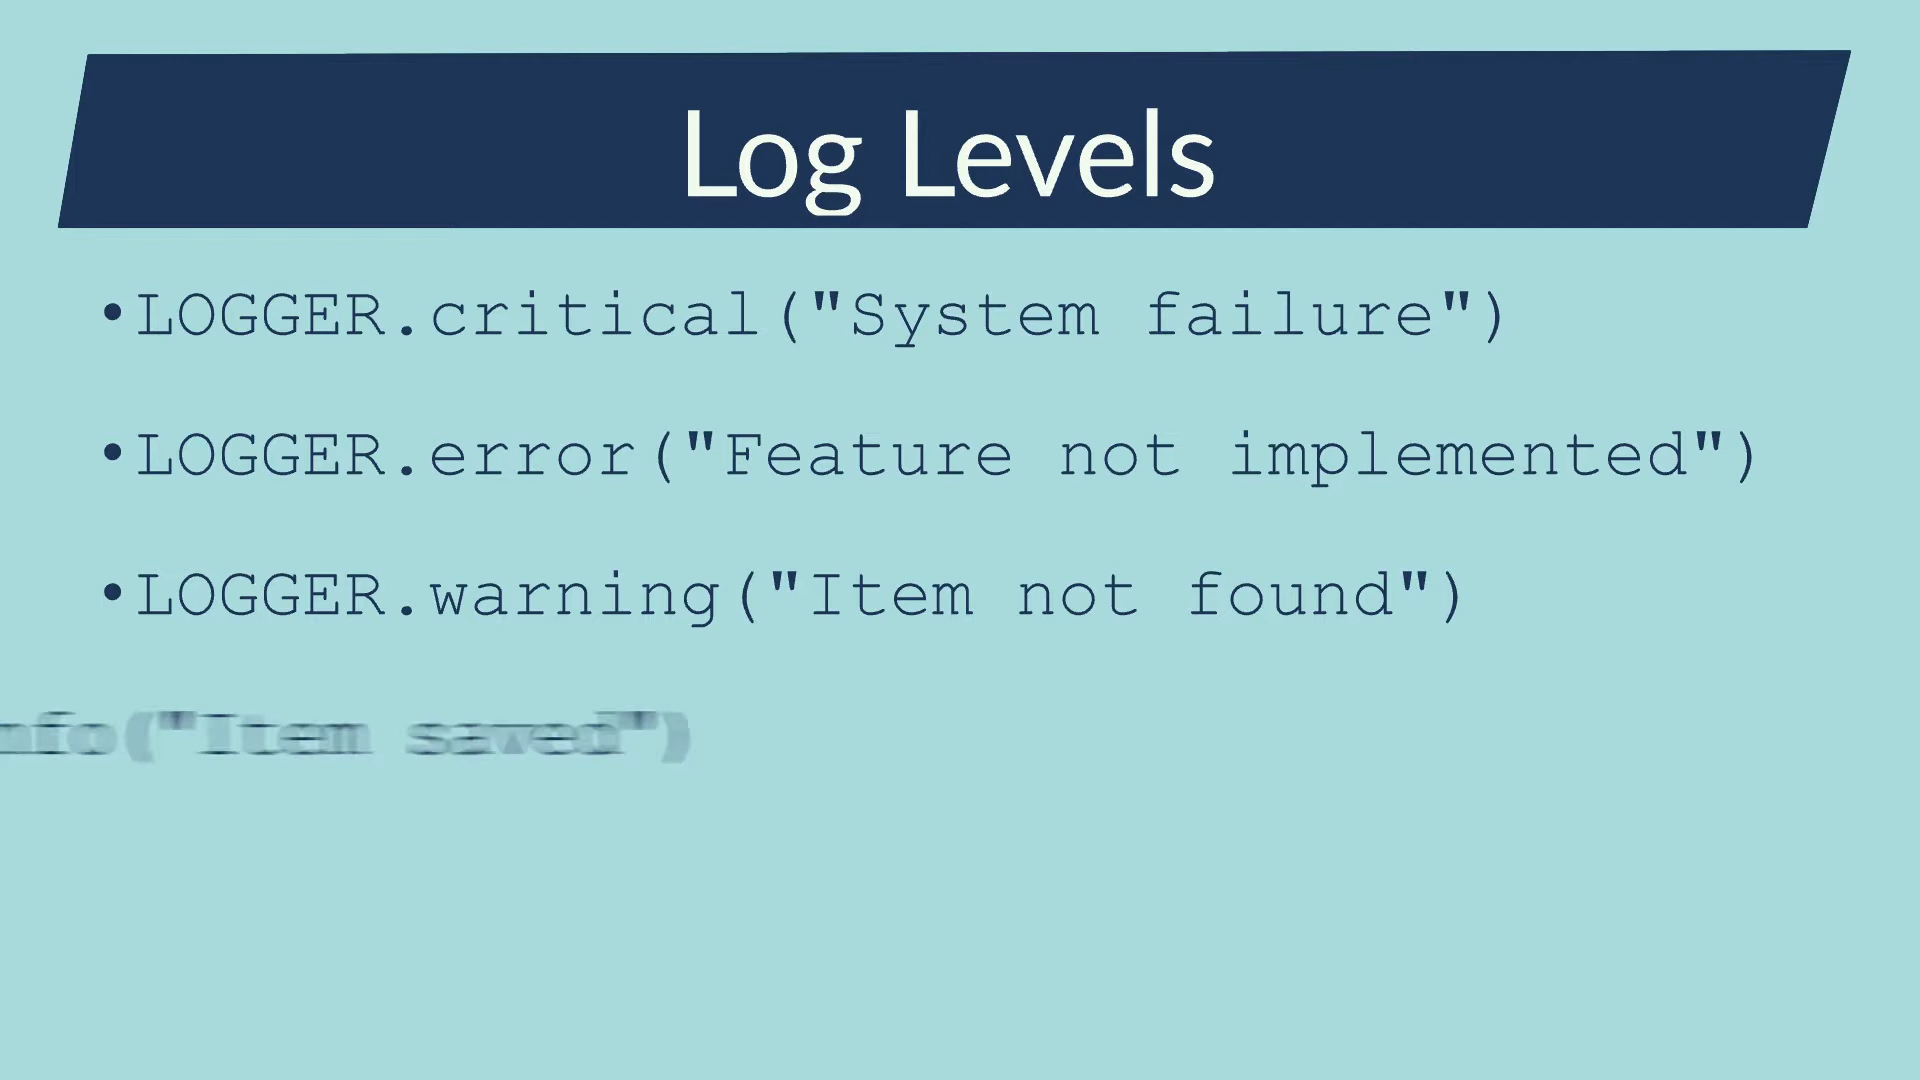 Log Levels
•LOGGER.critical("System failure")
•LOGGER.error("Feature not implemented")
•LOGGER.warning("Item not found")
nfo("Item saved")